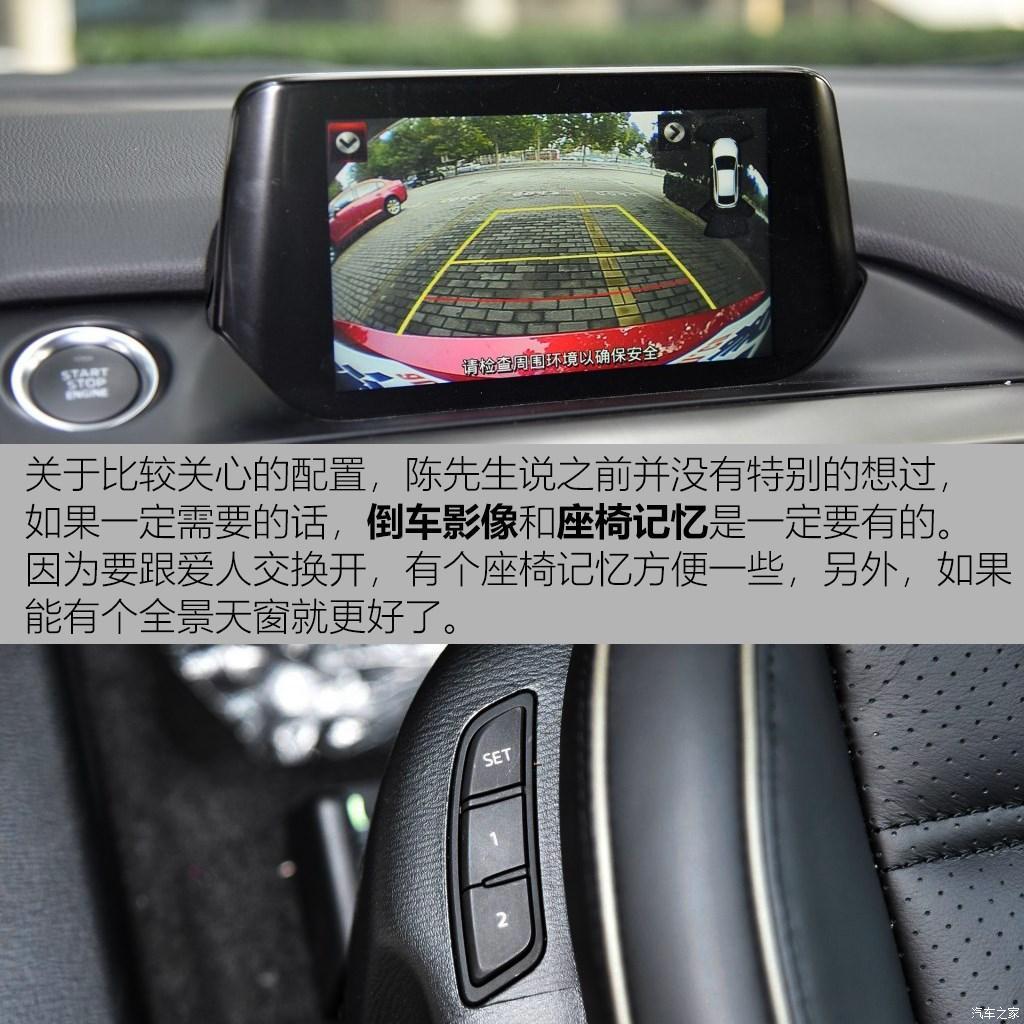 请检查周围环境以确保安全
START
STOP
ENGINE
关于比较关心的配置，陈先生说之前并没有特别的想过，
如果一定需要的话，倒车影像和座椅记忆是一定要有的。
因为要跟爱人交换开，有个座椅记忆方便一些，另外，如果
能有个全景天窗就更好了。
SET
1
2
汽车之家